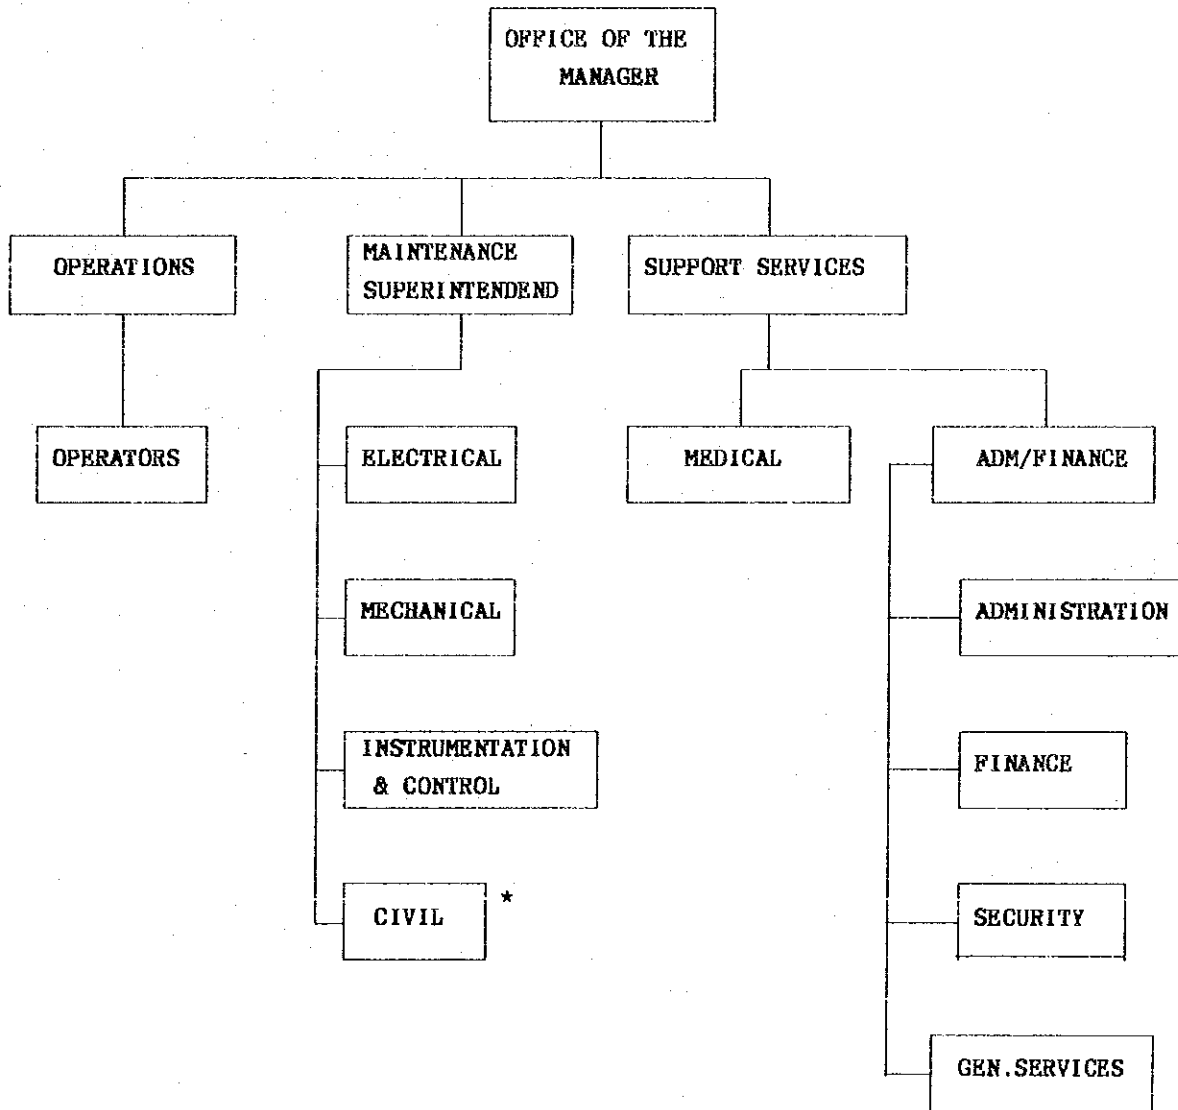 OFFICE OF THE
MANAGER
OPERATIONS
MAINTENANCE
SUPERINTENDEND
SUPPORT SERVICES
OPERATORS
ELECTRICAL
MEDICAL
ADM/FINANCE
MECHANICAL
ADMINISTRATION
INSTRUMENTATION
& CONTROL
FINANCE
CIVIL *
SECURITY
GEN.SERVICES